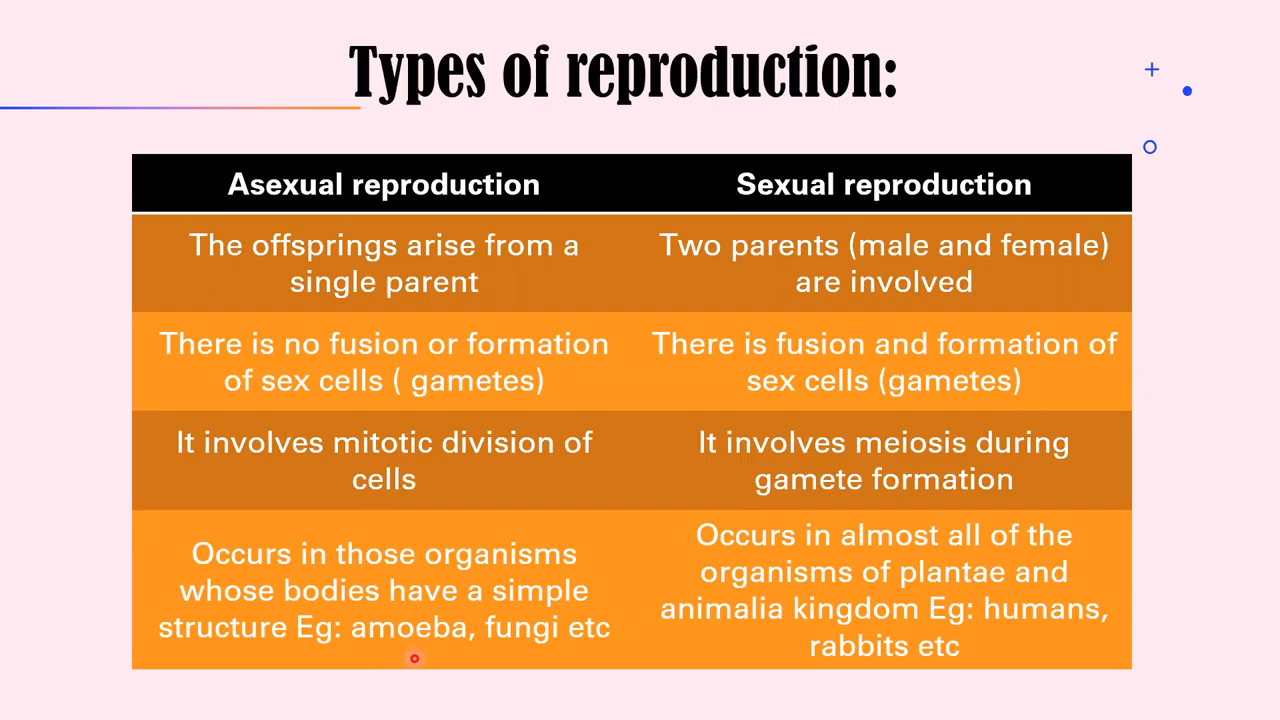 Types of reproduction:
Asexual reproduction
Sexual reproduction
The offsprings arise from a
single parent
Two parents (male and female)
are involved
There is no fusion or formation
of sex cells ( gametes)
There is fusion and formation of
sex cells (gametes)
It involves mitotic division of
cells
It involves meiosis during
gamete formation
Occurs in those organisms
whose bodies have a simple
structure Eg: amoeba, fungi etc
Occurs in almost all of the
organisms of plantae and
animalia kingdom Eg: humans,
rabbits etc